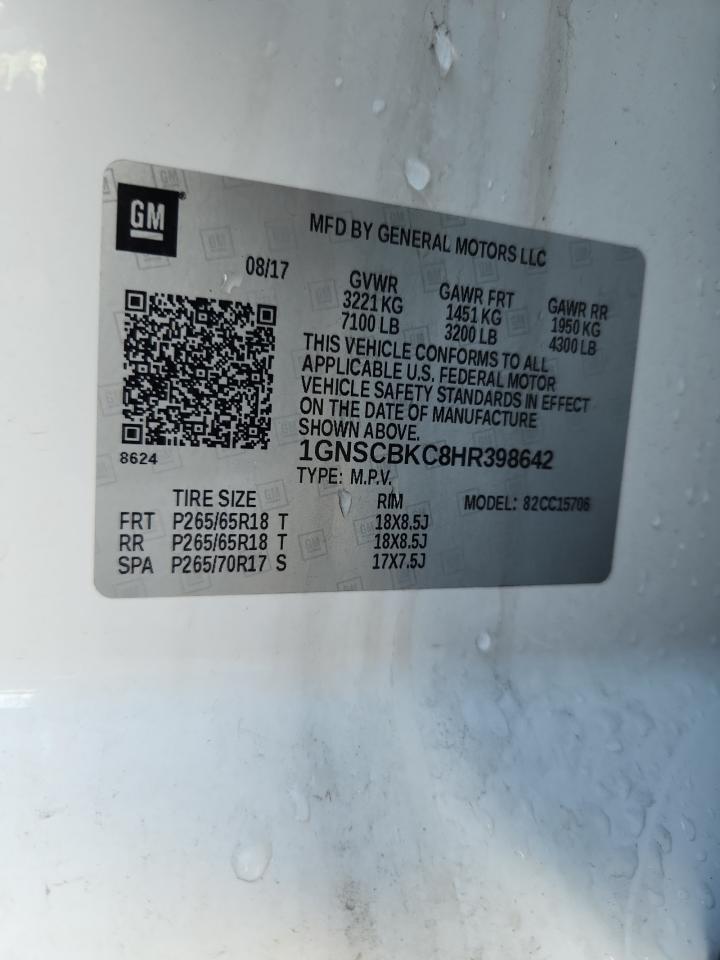 GM
MFD BY GENERAL MOTORS LLC
08/17
GVWR GAWR FRT GAWR RR
3221 KG 1451 KG 1950 KG
7100 LB 3200 LB 4300 LB
THIS VEHICLE CONFORMS TO ALL
APPLICABLE U.S. FEDERAL MOTOR
VEHICLE SAFETY STANDARDS IN EFFECT
ON THE DATE OF MANUFACTURE
SHOWN ABOVE.
8624
1GNSCBKC8HR398642
TYPE: M.P.V.
TIRE SIZE RIM MODEL: 82CC15706
FRT P265/65R18 T 18X8.5J
RR P265/65R18 T 18X8.5J
SPA P265/70R17 S 17X7.5J